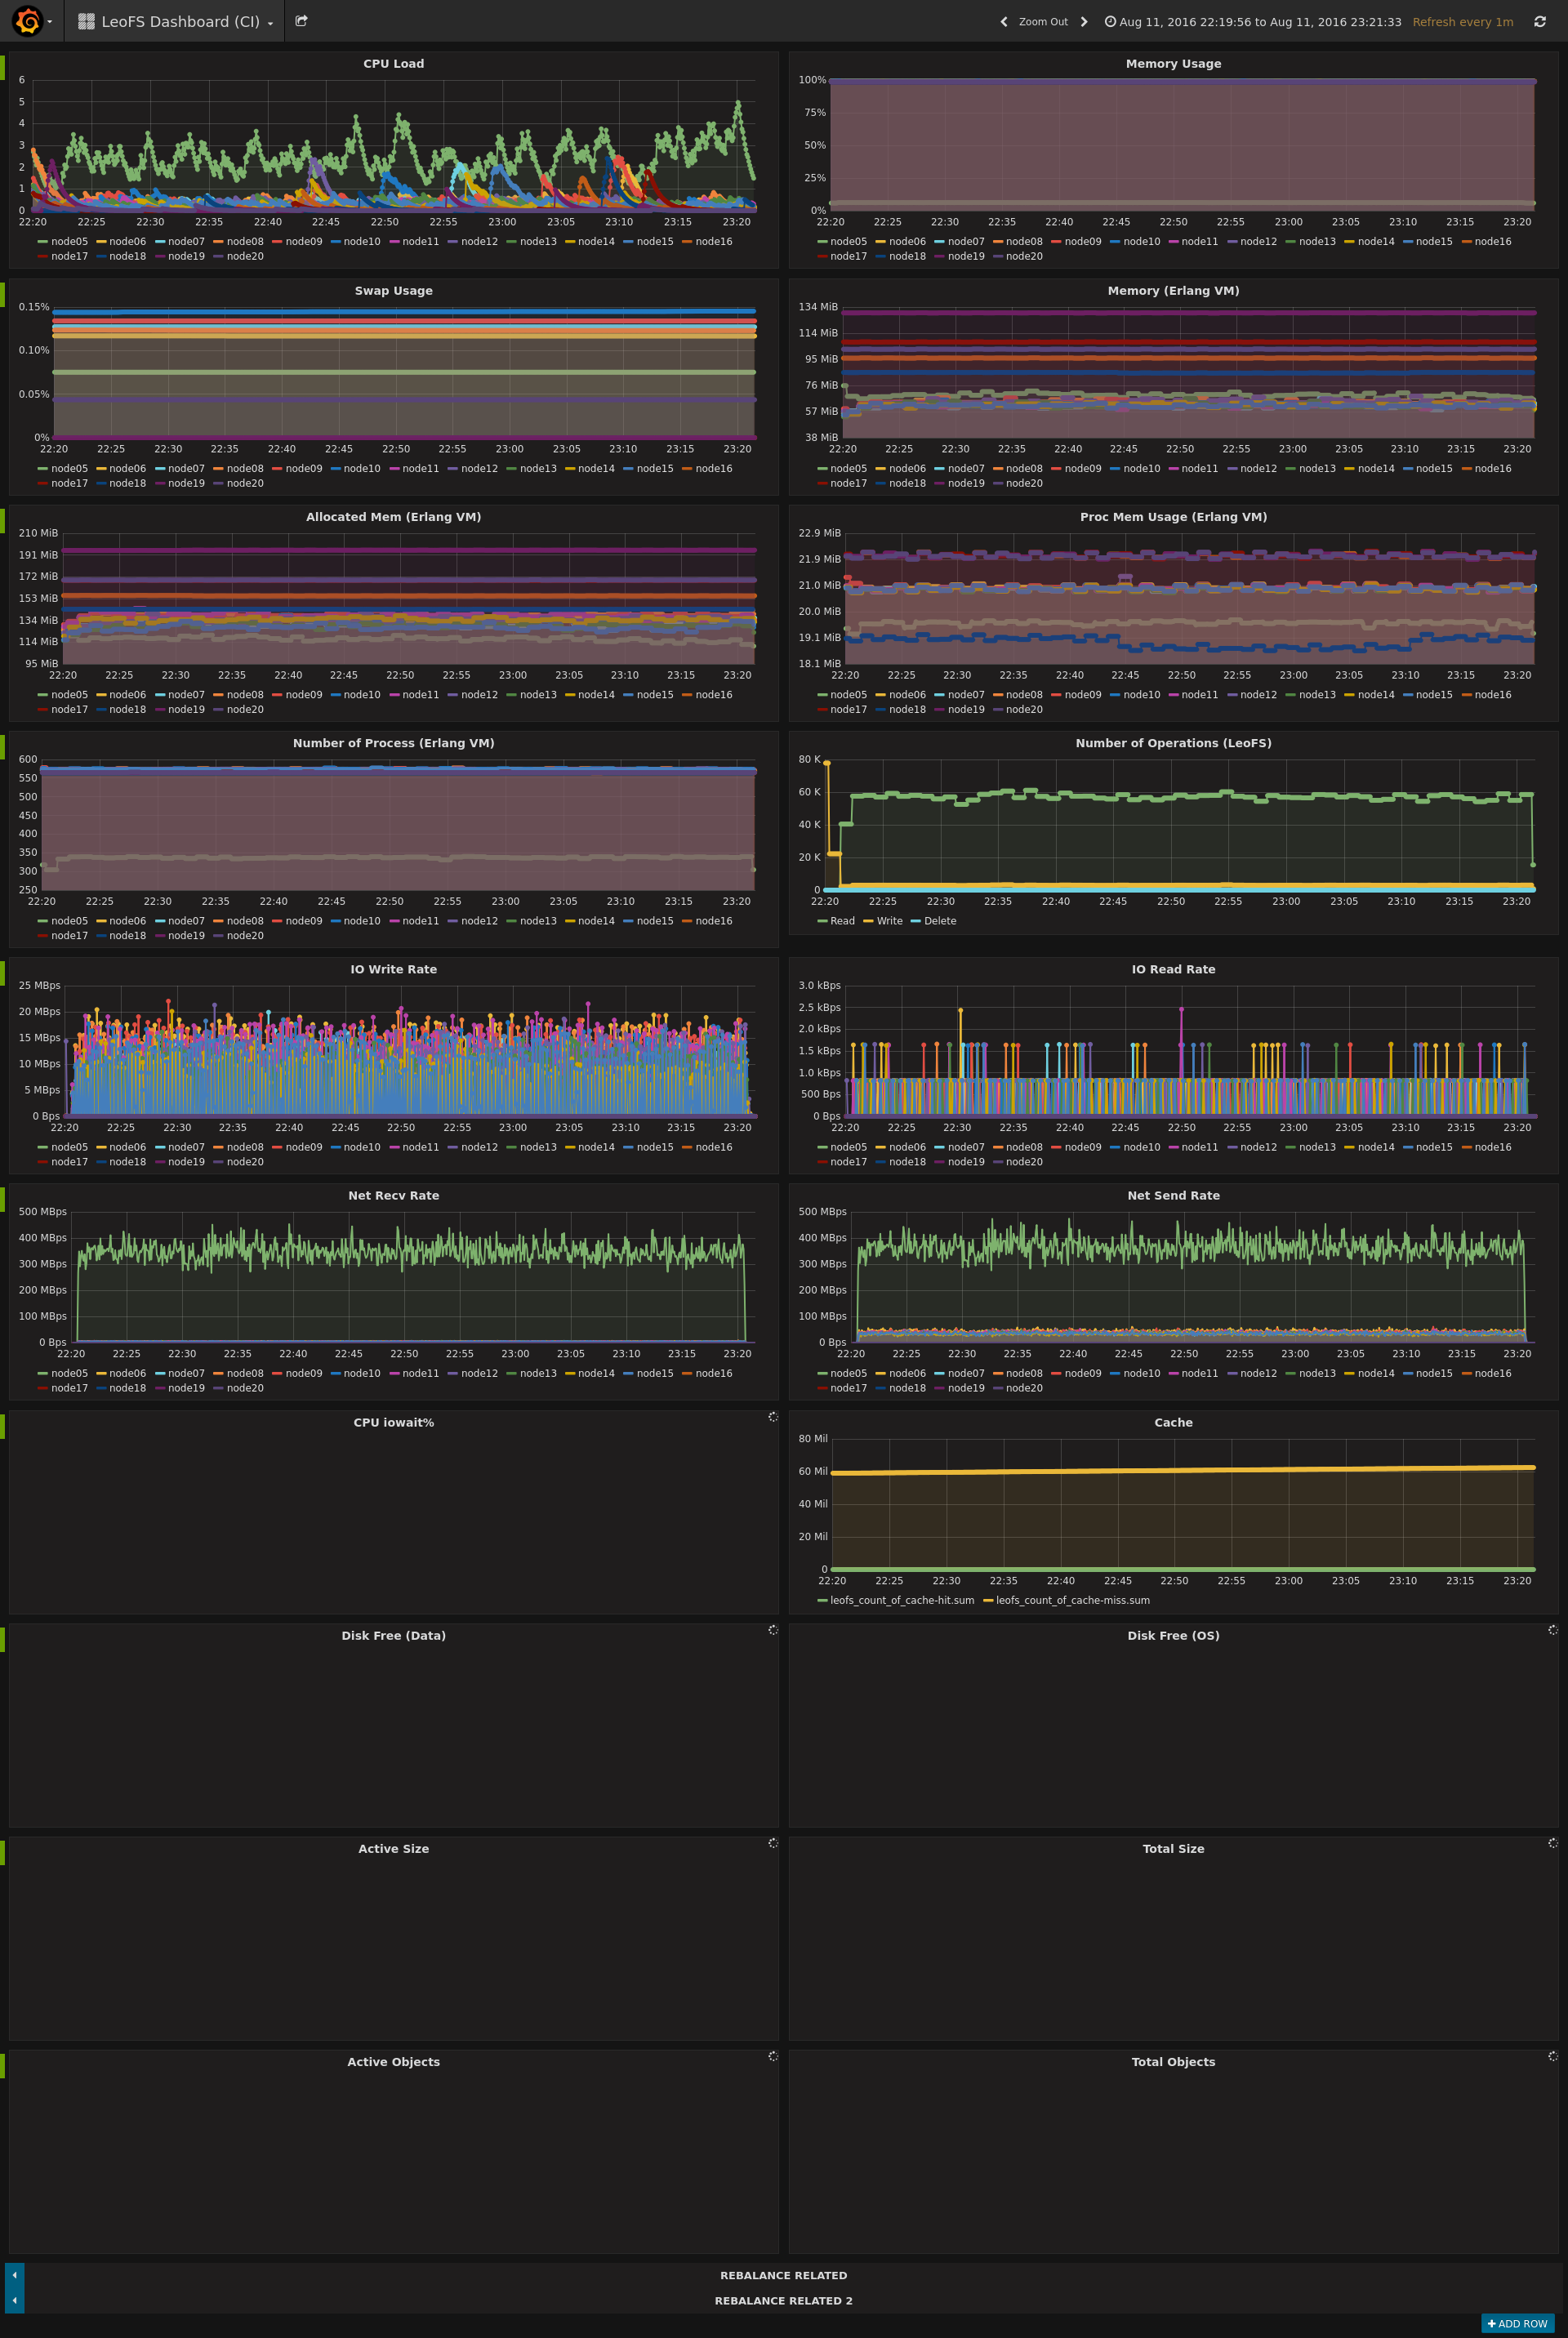 LeoFS Dashboard (CI)
Zoom Out
Aug 11, 2016 22:19:56 to Aug 11, 2016 23:21:33
Refresh every 1m
CPU Load
6
5
4
3
2
1
0
22:20 22:25 22:30 22:35 22:40 22:45 22:50 22:55 23:00 23:05 23:10 23:15 23:20
node05 node06 node07 node08 node09 node10 node11 node12 node13 node14 node15 node16
node17 node18 node19 node20
Memory Usage
100%
75%
50%
25%
0%
22:20 22:25 22:30 22:35 22:40 22:45 22:50 22:55 23:00 23:05 23:10 23:15 23:20
node05 node06 node07 node08 node09 node10 node11 node12 node13 node14 node15 node16
node17 node18 node19 node20
Swap Usage
0.15%
0.10%
0.05%
0%
22:20 22:25 22:30 22:35 22:40 22:45 22:50 22:55 23:00 23:05 23:10 23:15 23:20
node05 node06 node07 node08 node09 node10 node11 node12 node13 node14 node15 node16
node17 node18 node19 node20
Memory (Erlang VM)
134 MiB
114 MiB
95 MiB
76 MiB
57 MiB
38 MiB
22:20 22:25 22:30 22:35 22:40 22:45 22:50 22:55 23:00 23:05 23:10 23:15 23:20
node05 node06 node07 node08 node09 node10 node11 node12 node13 node14 node15 node16
node17 node18 node19 node20
Allocated Mem (Erlang VM)
210 MiB
191 MiB
172 MiB
153 MiB
134 MiB
114 MiB
95 MiB
22:20 22:25 22:30 22:35 22:40 22:45 22:50 22:55 23:00 23:05 23:10 23:15 23:20
node05 node06 node07 node08 node09 node10 node11 node12 node13 node14 node15 node16
node17 node18 node19 node20
Proc Mem Usage (Erlang VM)
22.9 MiB
21.9 MiB
21.0 MiB
20.0 MiB
19.1 MiB
18.1 MiB
22:20 22:25 22:30 22:35 22:40 22:45 22:50 22:55 23:00 23:05 23:10 23:15 23:20
node05 node06 node07 node08 node09 node10 node11 node12 node13 node14 node15 node16
node17 node18 node19 node20
Number of Process (Erlang VM)
600
550
500
450
400
350
300
250
22:20 22:25 22:30 22:35 22:40 22:45 22:50 22:55 23:00 23:05 23:10 23:15 23:20
node05 node06 node07 node08 node09 node10 node11 node12 node13 node14 node15 node16
node17 node18 node19 node20
Number of Operations (LeoFS)
80 K
60 K
40 K
20 K
0
22:20 22:25 22:30 22:35 22:40 22:45 22:50 22:55 23:00 23:05 23:10 23:15 23:20
Read Write Delete
IO Write Rate
25 MBps
20 MBps
15 MBps
10 MBps
5 MBps
0 Bps
22:20 22:25 22:30 22:35 22:40 22:45 22:50 22:55 23:00 23:05 23:10 23:15 23:20
node05 node06 node07 node08 node09 node10 node11 node12 node13 node14 node15 node16
node17 node18 node19 node20
IO Read Rate
3.0 kBps
2.5 kBps
2.0 kBps
1.5 kBps
1.0 kBps
500 Bps
0 Bps
22:20 22:25 22:30 22:35 22:40 22:45 22:50 22:55 23:00 23:05 23:10 23:15 23:20
node05 node06 node07 node08 node09 node10 node11 node12 node13 node14 node15 node16
node17 node18 node19 node20
Net Recv Rate
500 MBps
400 MBps
300 MBps
200 MBps
100 MBps
0 Bps
22:20 22:25 22:30 22:35 22:40 22:45 22:50 22:55 23:00 23:05 23:10 23:15 23:20
node05 node06 node07 node08 node09 node10 node11 node12 node13 node14 node15 node16
node17 node18 node19 node20
Net Send Rate
500 MBps
400 MBps
300 MBps
200 MBps
100 MBps
0 Bps
22:20 22:25 22:30 22:35 22:40 22:45 22:50 22:55 23:00 23:05 23:10 23:15 23:20
node05 node06 node07 node08 node09 node10 node11 node12 node13 node14 node15 node16
node17 node18 node19 node20
CPU iowait%
Cache
80 Mil
60 Mil
40 Mil
20 Mil
0
22:20 22:25 22:30 22:35 22:40 22:45 22:50 22:55 23:00 23:05 23:10 23:15 23:20
leofs_count_of_cache-hit.sum leofs_count_of_cache-miss.sum
Disk Free (Data)
Disk Free (OS)
Active Size
Total Size
Active Objects
Total Objects
REBALANCE RELATED
REBALANCE RELATED 2
+ ADD ROW